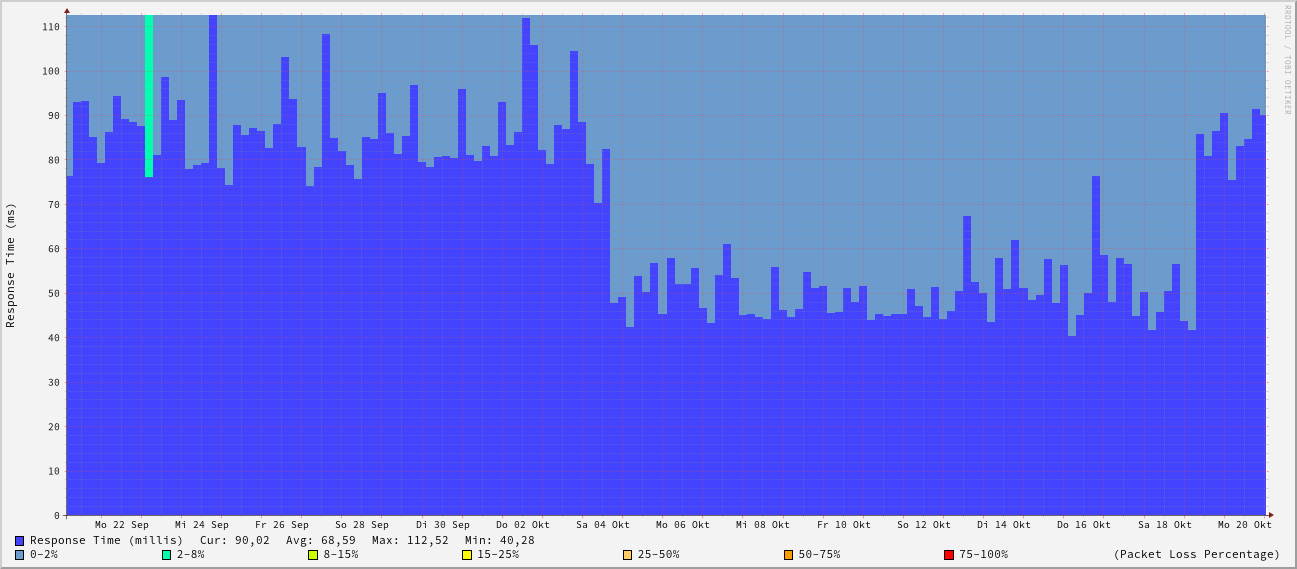 RRDTOOL / TOBI OETIKER
Response Time (ms)
110
100
90
80
70
60
50
40
30
20
10
0
Mo 22 Sep Mi 24 Sep Fr 26 Sep So 28 Sep Di 30 Sep Do 02 Okt Sa 04 Okt Mo 06 Okt Mi 08 Okt Fr 10 Okt So 12 Okt Di 14 Okt Do 16 Okt Sa 18 Okt Mo 20 Okt
Response Time (millis) Cur: 90,02 Avg: 68,59 Max: 112,52 Min: 40,28
0-2% 2-8% 8-15% 15-25% 25-50% 50-75% 75-100% (Packet Loss Percentage)